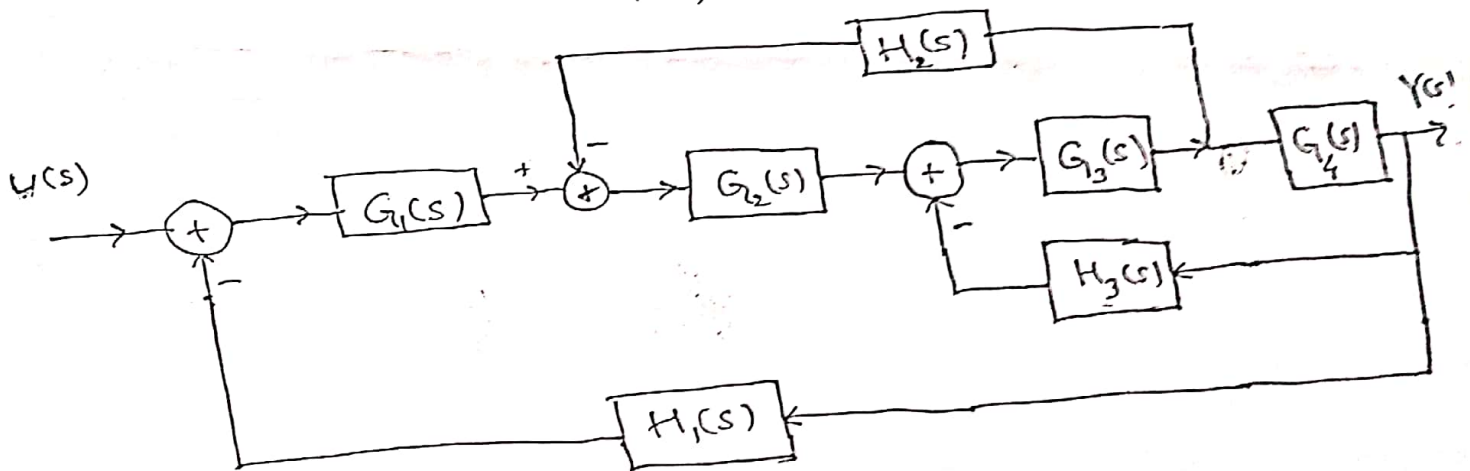 H₂(s)
Y(s)
U(s)
G₁(s)
+
-
+
G₂(s)
+
G₃(s)
G₄(s)
+
-
H₃(s)
-
H₁(s)